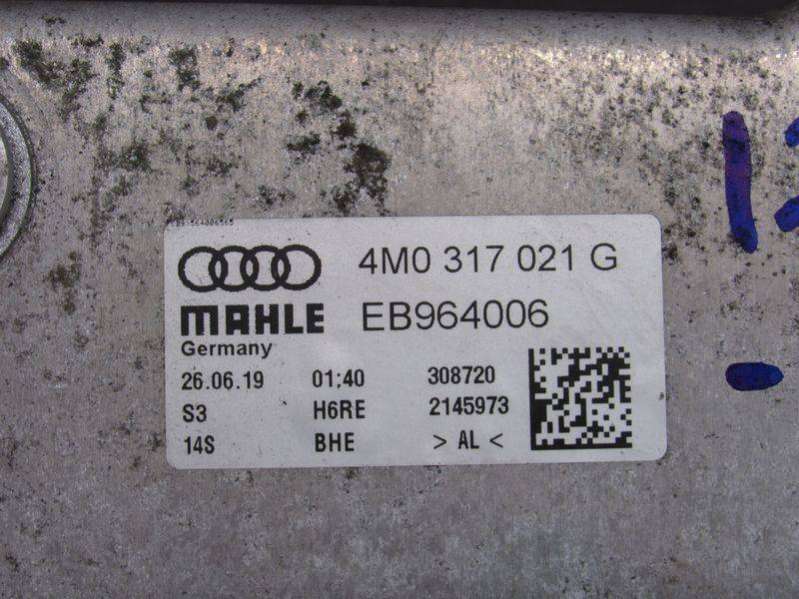 4M0 317 021 G
MAHLE EB964006
Germany
26.06.19 01:40 308720
S3 H6RE 2145973
14S BHE > AL <